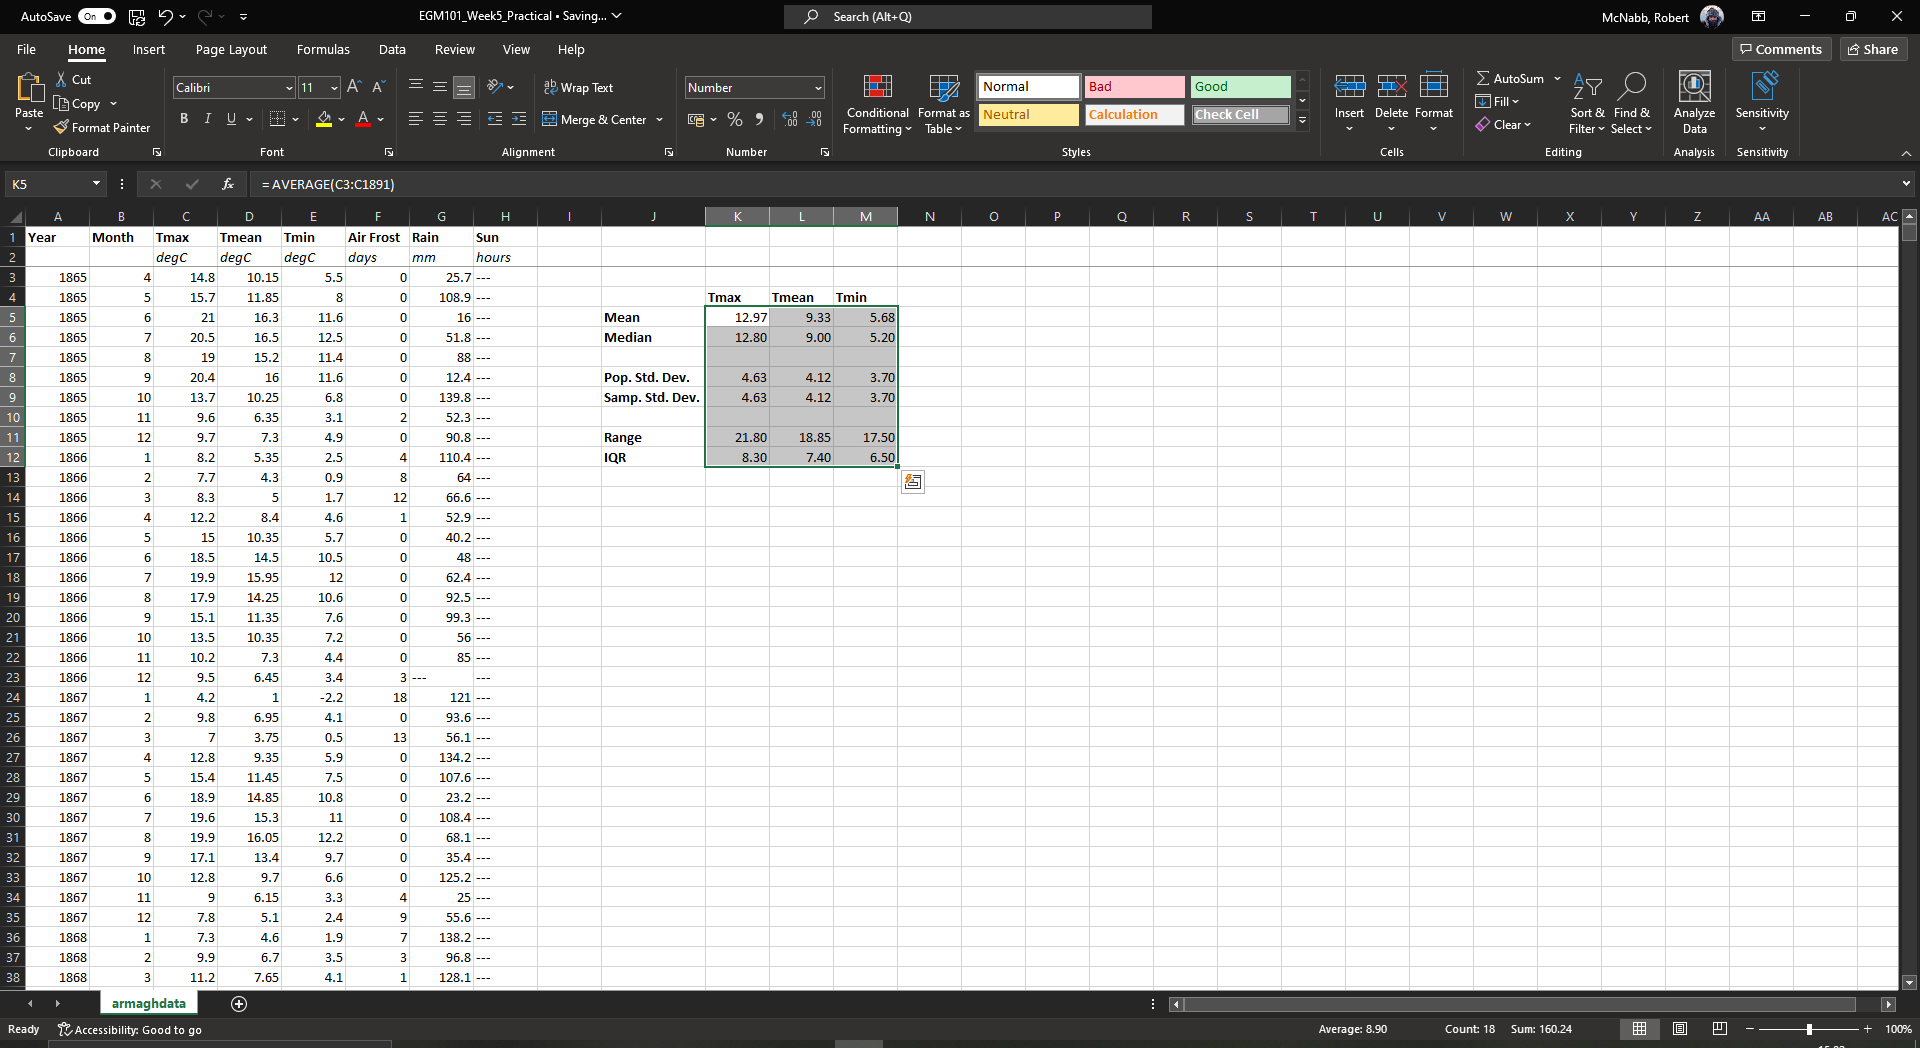 AutoSave On EGM101_Week5_Practical • Saving... Search (Alt+Q) McNabb, Robert
File Home Insert Page Layout Formulas Data Review View Help Comments Share
Paste Cut Copy Format Painter Clipboard
Calibri 11 B I U A A Font
Wrap Text Merge & Center Alignment
Number % Number
Conditional Formatting Format as Table Normal Bad Good Neutral Calculation Check Cell Styles
Insert Delete Format Cells
AutoSum Fill Clear Sort & Filter Find & Select Editing
Analyze Data Analysis
Sensitivity Sensitivity
K5 fx =AVERAGE(C3:C1891)
A B C D E F G H I J K L M N O P Q R S T U V W X Y Z AA AB AC
1 Year Month Tmax Tmean Tmin Air Frost Rain Sun
2 degC degC degC days mm hours
3 1865 4 14.8 10.15 5.5 0 25.7 ---
4 1865 5 15.7 11.85 8 0 108.9 --- Tmax Tmean Tmin
5 1865 6 21 16.3 11.6 0 16 --- Mean 12.97 9.33 5.68
6 1865 7 20.5 16.5 12.5 0 51.8 --- Median 12.80 9.00 5.20
7 1865 8 19 15.2 11.4 0 88 ---
8 1865 9 20.4 16 11.6 0 12.4 --- Pop. Std. Dev. 4.63 4.12 3.70
9 1865 10 13.7 10.25 6.8 0 139.8 --- Samp. Std. Dev. 4.63 4.12 3.70
10 1865 11 9.6 6.35 3.1 2 52.3 ---
11 1865 12 9.7 7.3 4.9 0 90.8 --- Range 21.80 18.85 17.50
12 1866 1 8.2 5.35 2.5 4 110.4 --- IQR 8.30 7.40 6.50
13 1866 2 7.7 4.3 0.9 8 64 ---
14 1866 3 8.3 5 1.7 12 66.6 ---
15 1866 4 12.2 8.4 4.6 1 52.9 ---
16 1866 5 15 10.35 5.7 0 40.2 ---
17 1866 6 18.5 14.5 10.5 0 48 ---
18 1866 7 19.9 15.95 12 0 62.4 ---
19 1866 8 17.9 14.25 10.6 0 92.5 ---
20 1866 9 15.1 11.35 7.6 0 99.3 ---
21 1866 10 13.5 10.35 7.2 0 56 ---
22 1866 11 10.2 7.3 4.4 0 85 ---
23 1866 12 9.5 6.45 3.4 3 --- ---
24 1867 1 4.2 1 -2.2 18 121 ---
25 1867 2 9.8 6.95 4.1 0 93.6 ---
26 1867 3 7 3.75 0.5 13 56.1 ---
27 1867 4 12.8 9.35 5.9 0 134.2 ---
28 1867 5 15.4 11.45 7.5 0 107.6 ---
29 1867 6 18.9 14.85 10.8 0 23.2 ---
30 1867 7 19.6 15.3 11 0 108.4 ---
31 1867 8 19.9 16.05 12.2 0 68.1 ---
32 1867 9 17.1 13.4 9.7 0 35.4 ---
33 1867 10 12.8 9.7 6.6 0 125.2 ---
34 1867 11 9 6.15 3.3 4 25 ---
35 1867 12 7.8 5.1 2.4 9 55.6 ---
36 1868 1 7.3 4.6 1.9 7 138.2 ---
37 1868 2 9.9 6.7 3.5 3 96.8 ---
38 1868 3 11.2 7.65 4.1 1 128.1 ---
armaghdata
Ready Accessibility: Good to go Average: 8.90 Count: 18 Sum: 160.24 100%